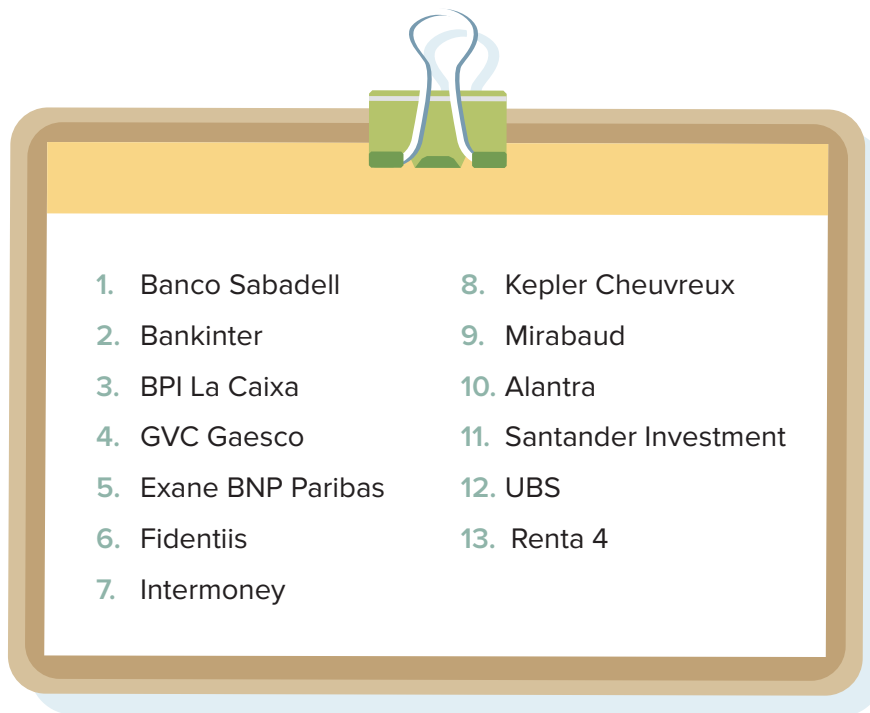 1. Banco Sabadell
2. Bankinter
3. BPI La Caixa
4. GVC Gaesco
5. Exane BNP Paribas
6. Fidentiis
7. Intermoney
8. Kepler Cheuvreux
9. Mirabaud
10. Alantra
11. Santander Investment
12. UBS
13. Renta 4